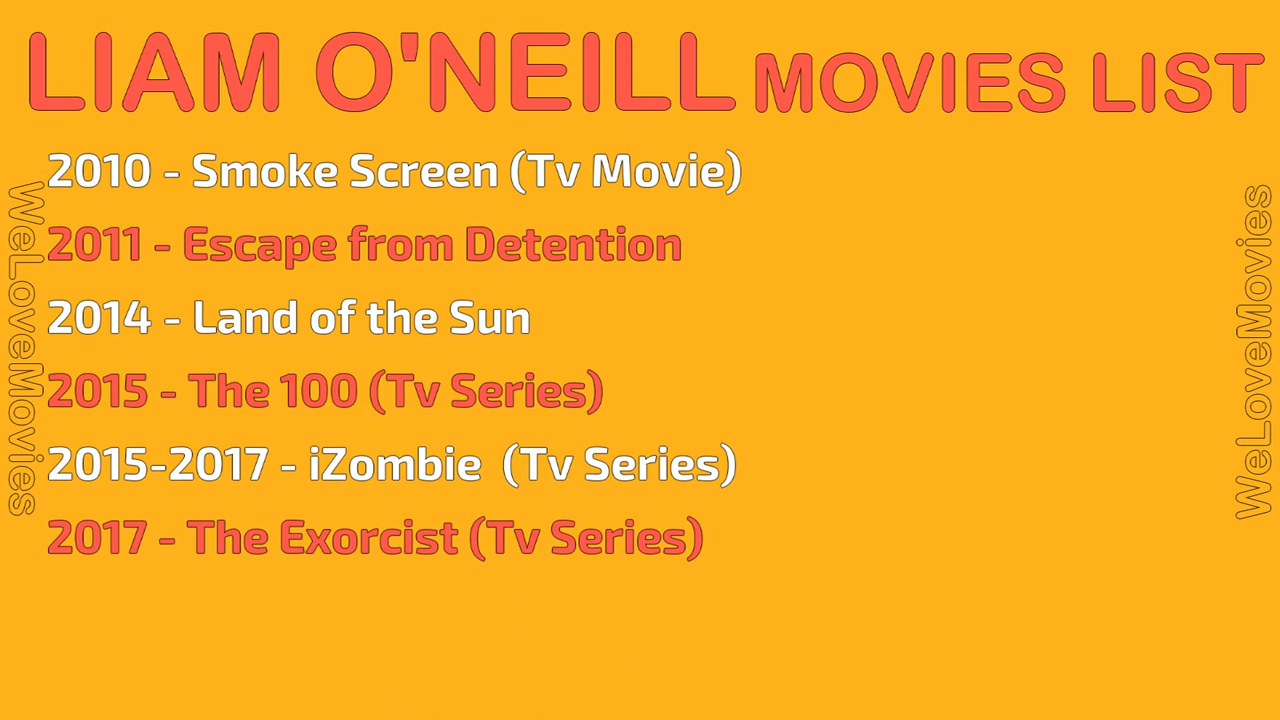 LIAM O'NEILL MOVIES LIST
2010 - Smoke Screen (Tv Movie)
2011 - Escape from Detention
2014 - Land of the Sun
2015 - The 100 (Tv Series)
2015-2017 - iZombie (Tv Series)
2017 - The Exorcist (Tv Series)
WeLoveMovies
WeLoveMovies